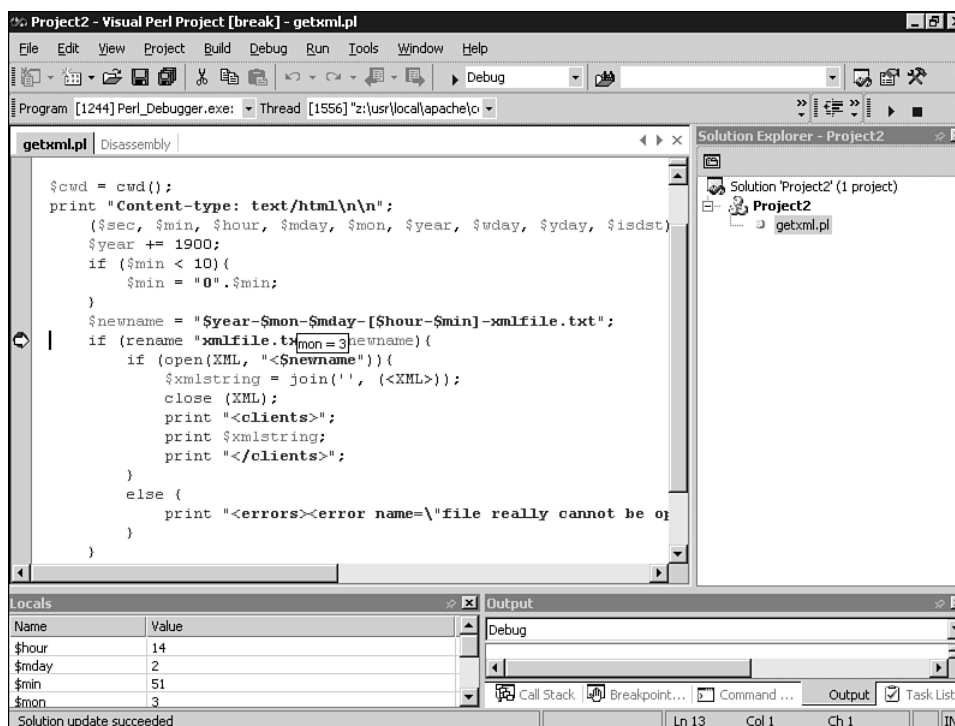 Project2 - Visual Perl Project [break] - getxml.pl
File Edit View Project Build Debug Run Tools Window Help
Debug
Program [1244] Perl_Debugger.exe: Thread [1556] "z:\usr\local\apache\c
getxml.pl Disassembly
$cwd = cwd();
print "Content-type: text/html\n\n";
($sec, $min, $hour, $mday, $mon, $year, $wday, $yday, $isdst)
$year += 1900;
if ($min < 10){
$min = "0".$min;
}
$newname = "$year-$mon-$mday-[$hour-$min]-xmlfile.txt";
if (rename "xmlfile.tx mon = 3 newname){
if (open(XML, "<$newname")){
$xmlstring = join('', (<XML>));
close (XML);
print "<clients>";
print $xmlstring;
print "</clients>";
}
else {
print "<errors><error name=\"file really cannot be op
}
}
Solution Explorer - Project2
Solution 'Project2' (1 project)
Project2
getxml.pl
Locals
Name Value
$hour 14
$mday 2
$min 51
$mon 3
Output
Debug
Call Stack Breakpoint... Command ... Output Task List
Solution update succeeded Ln 13 Col 1 Ch 1 IN